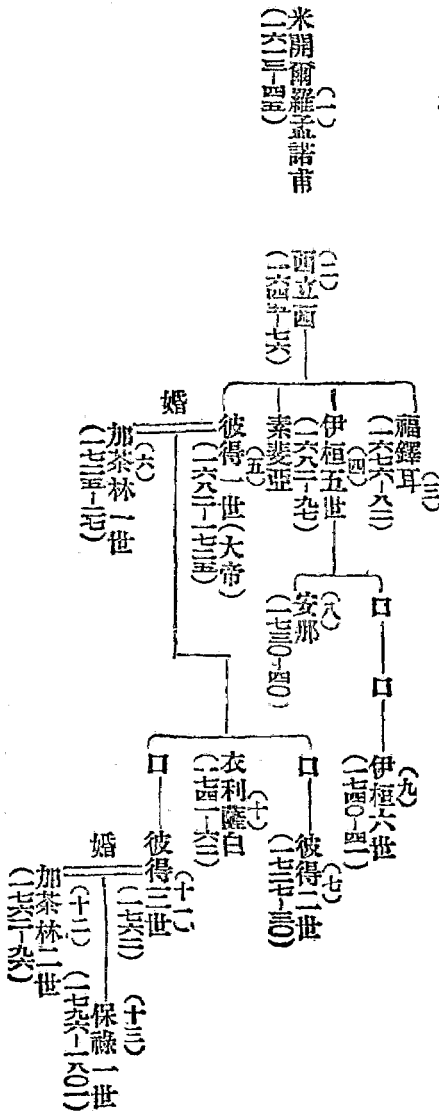 (一)
米開爾羅孟諾甫
(一六一三—四五)
(二)
西立西
(一六四五—七六)
(三)
福鐸耳
(一六七六—八二)
(四)
伊桓五世
(一六八二—九七)
素斐亞
(五)
彼得一世(大帝)
(一六八二—一七二五)
婚
(六)
加茶林一世
(一七二五—二七)
口
口
(九)
伊桓六世
(一七四〇—四一)
(八)
安那
(一七三〇—四〇)
口
(七)
彼得二世
(一七二七—三〇)
(十)
衣利薩白
(一七四一—六二)
口
(十一)
彼得三世
(一七六二)
婚
(十二)
加茶林二世
(一七六二—九六)
(十三)
保祿一世
(一七九六—一八〇一)